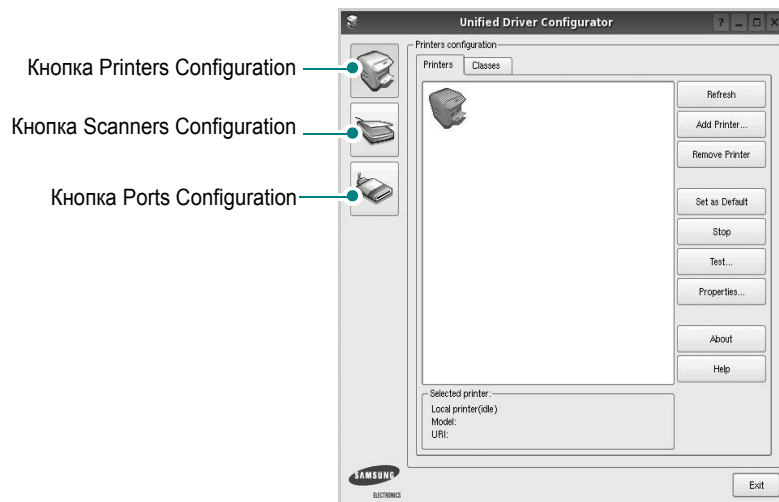 Unified Driver Configurator
Кнопка Printers Configuration
Кнопка Scanners Configuration
Кнопка Ports Configuration
Printers configuration
Printers
Classes
Refresh
Add Printer...
Remove Printer
Set as Default
Stop
Test...
Properties...
About
Help
Selected printer:
Local printer(idle)
Model:
URI:
SAMSUNG
ELECTRONICS
Exit